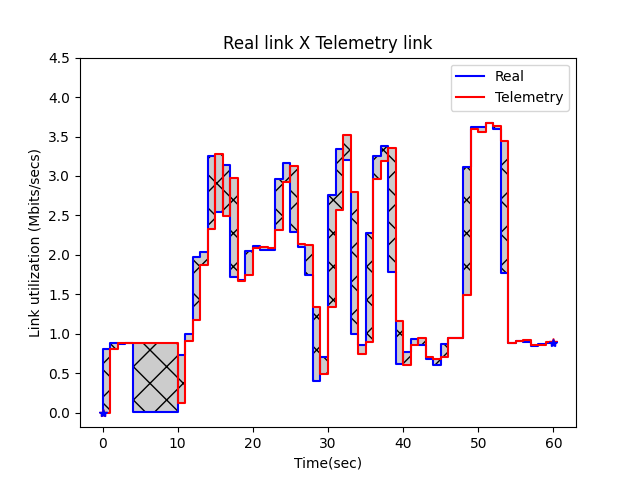 Real link X Telemetry link
Real
Telemetry
Link utilization (Mbits/secs)
4.5
4.0
3.5
3.0
2.5
2.0
1.5
1.0
0.5
0.0
0 10 20 30 40 50 60
Time(sec)